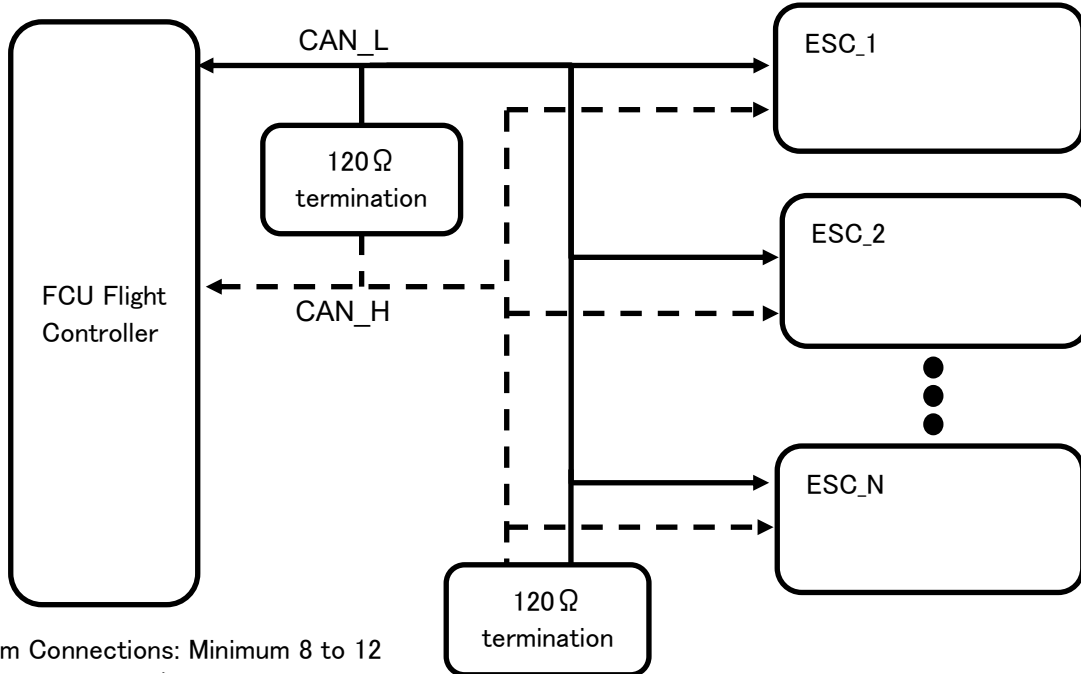 CAN_L
ESC_1
120Ω
termination
ESC_2
FCU Flight
Controller
CAN_H
ESC_N
120Ω
termination
Connections: Minimum 8 to 12